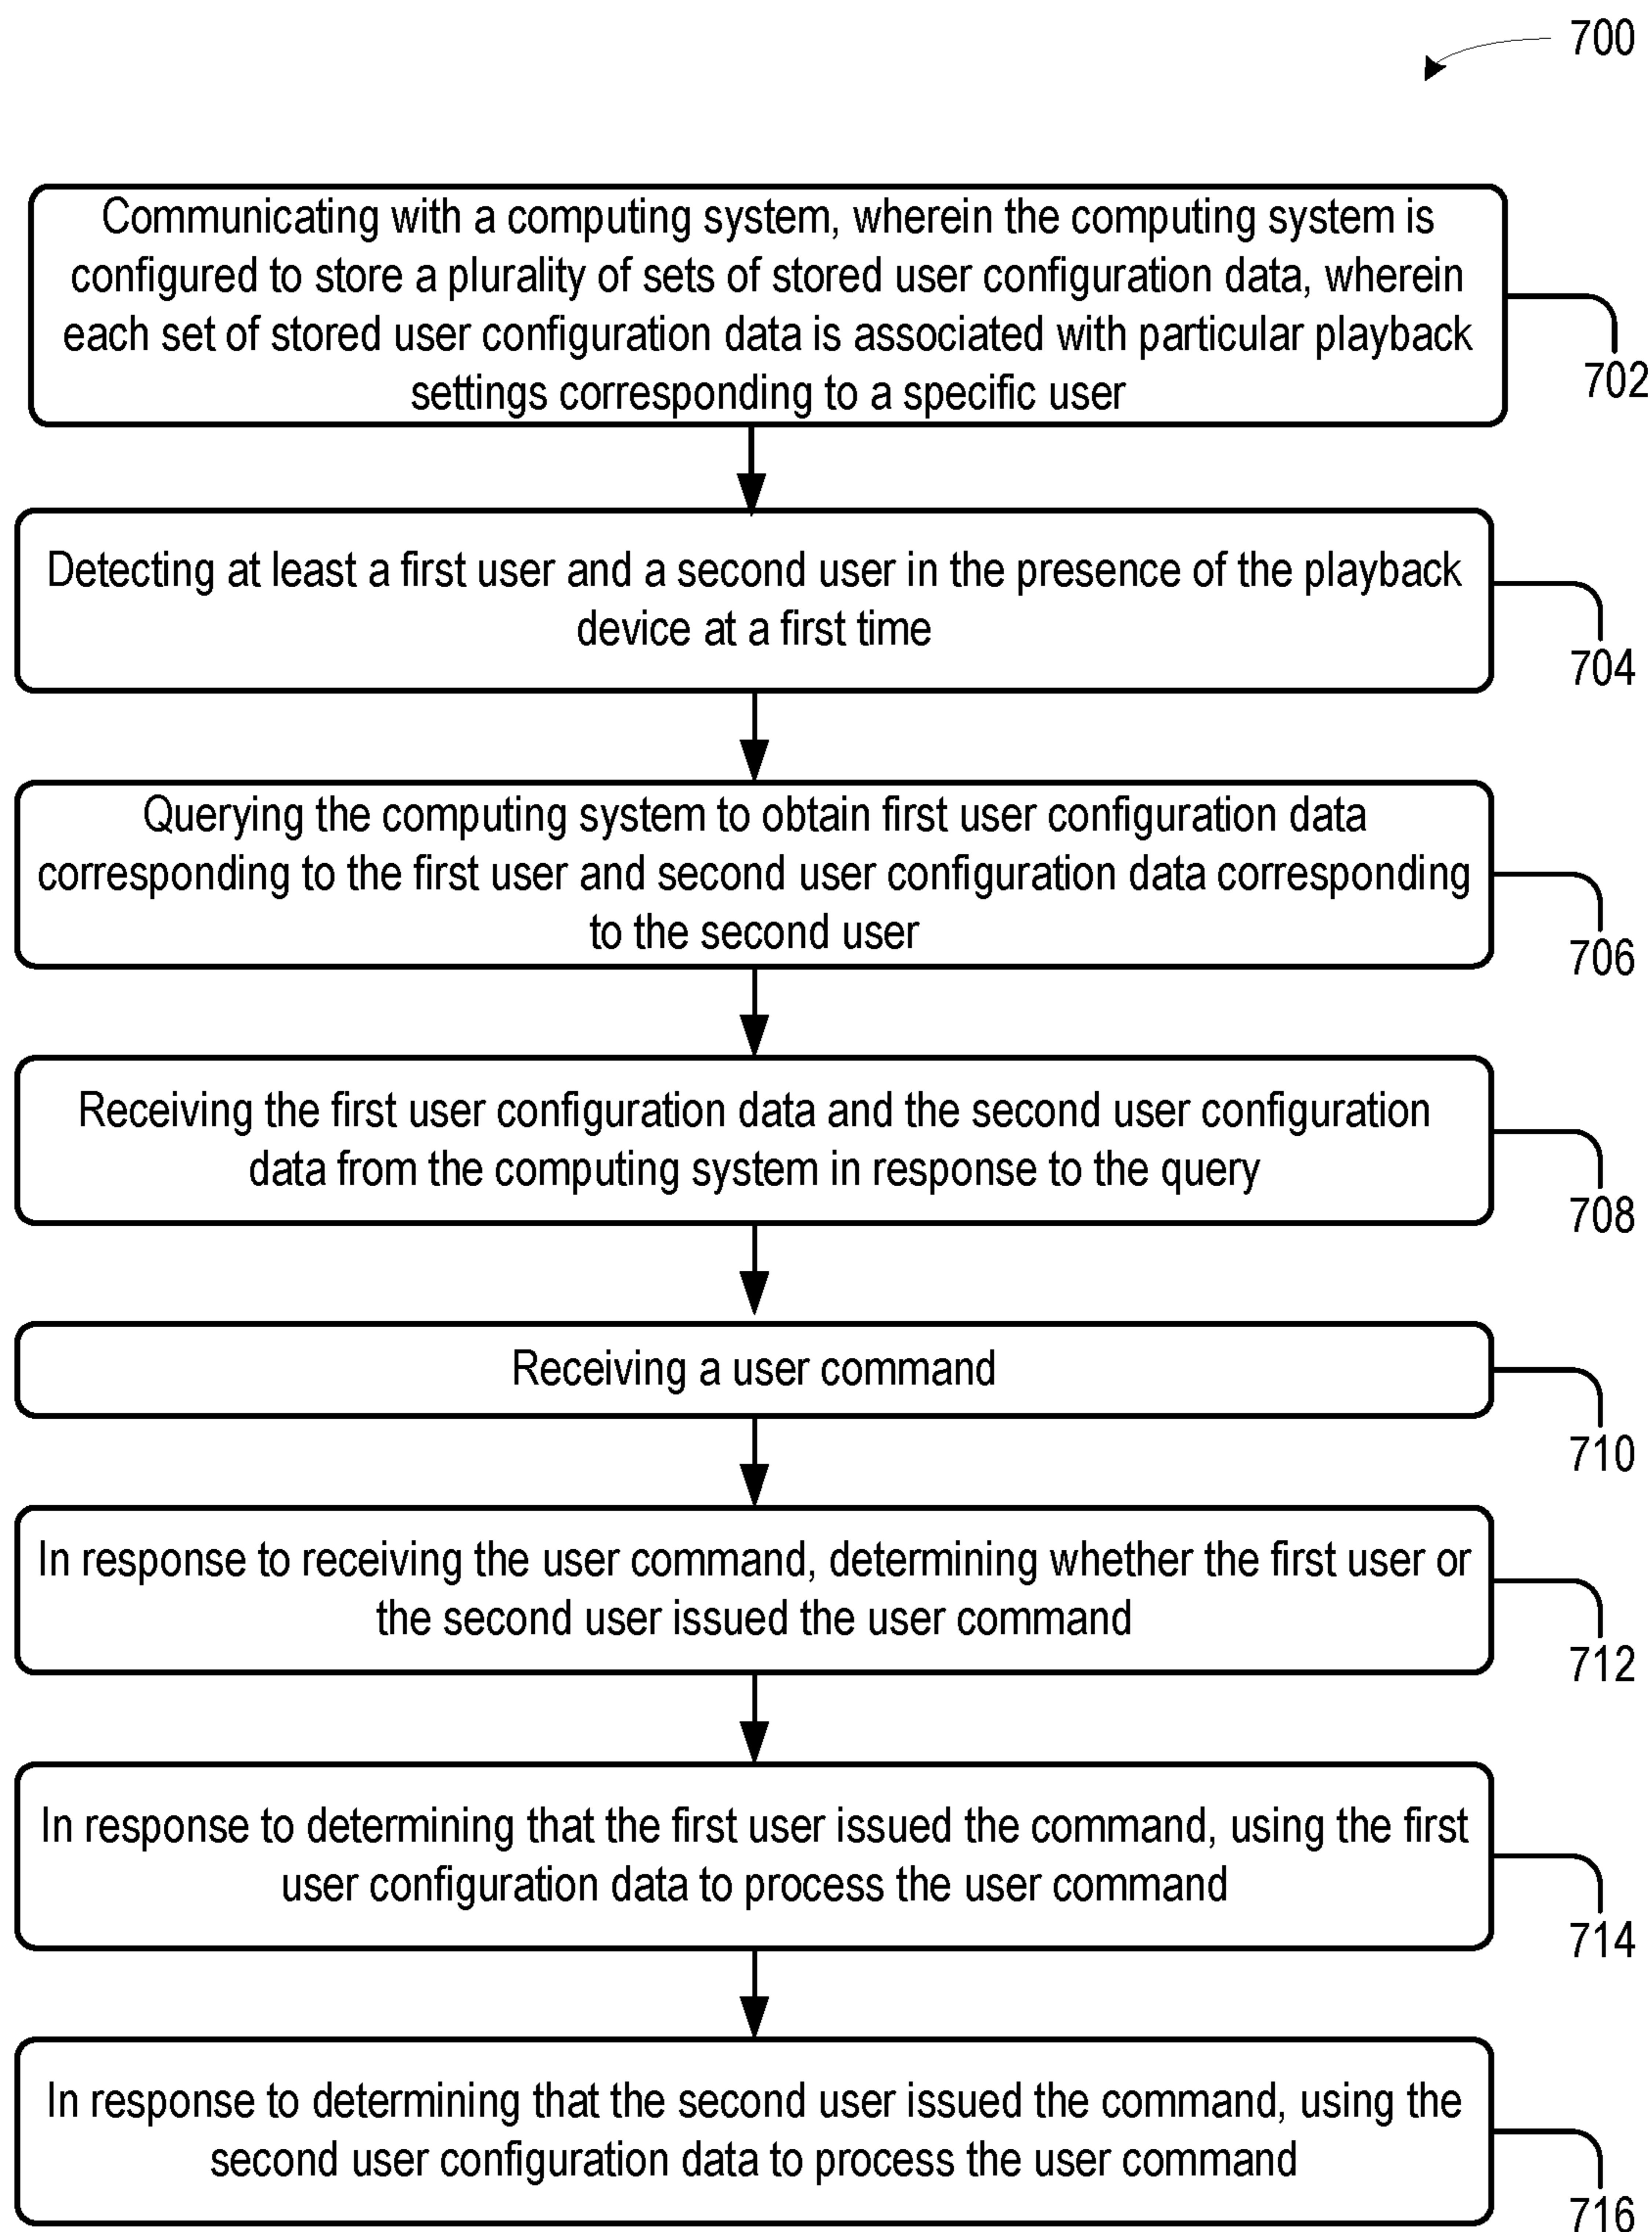 700
Communicating with a computing system, wherein the computing system is
configured to store a plurality of sets of stored user configuration data, wherein
each set of stored user configuration data is associated with particular playback
settings corresponding to a specific user
702
Detecting at least a first user and a second user in the presence of the playback
device at a first time
704
Querying the computing system to obtain first user configuration data
corresponding to the first user and second user configuration data corresponding
to the second user
706
Receiving the first user configuration data and the second user configuration
data from the computing system in response to the query
708
Receiving a user command
710
In response to receiving the user command, determining whether the first user or
the second user issued the user command
712
In response to determining that the first user issued the command, using the first
user configuration data to process the user command
714
In response to determining that the second user issued the command, using the
second user configuration data to process the user command
716